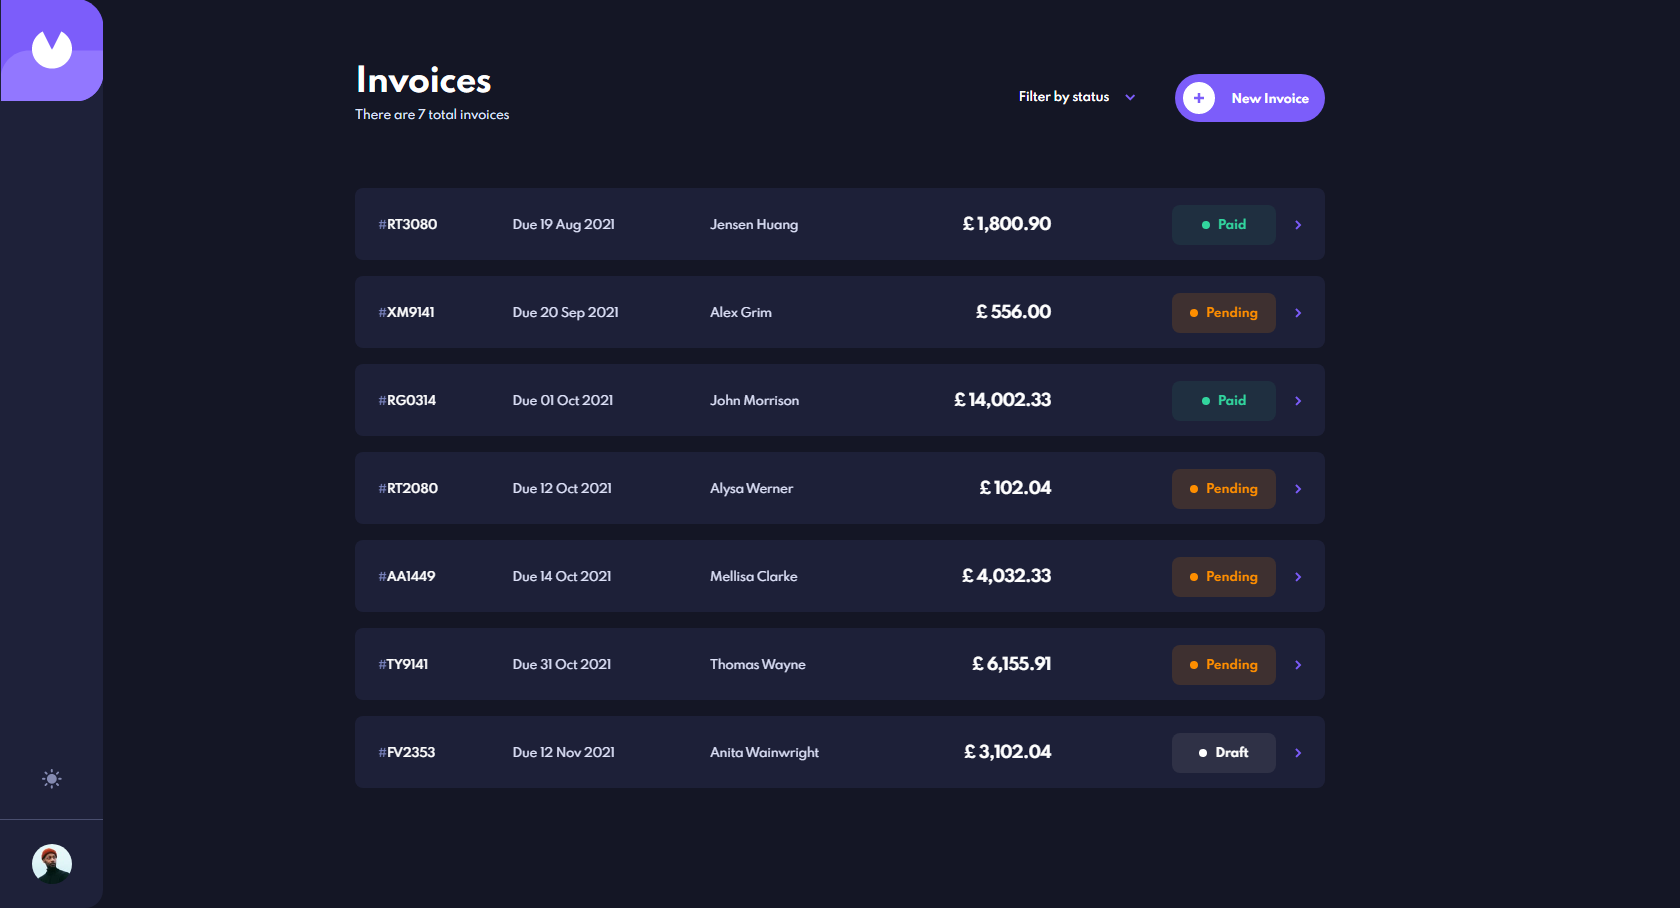 Invoices
There are 7 total invoices
Filter by status
+ New Invoice
#RT3080 Due 19 Aug 2021 Jensen Huang £ 1,800.90 Paid
#XM9141 Due 20 Sep 2021 Alex Grim £ 556.00 Pending
#RG0314 Due 01 Oct 2021 John Morrison £ 14,002.33 Paid
#RT2080 Due 12 Oct 2021 Alysa Werner £ 102.04 Pending
#AA1449 Due 14 Oct 2021 Mellisa Clarke £ 4,032.33 Pending
#TY9141 Due 31 Oct 2021 Thomas Wayne £ 6,155.91 Pending
#FV2353 Due 12 Nov 2021 Anita Wainwright £ 3,102.04 Draft